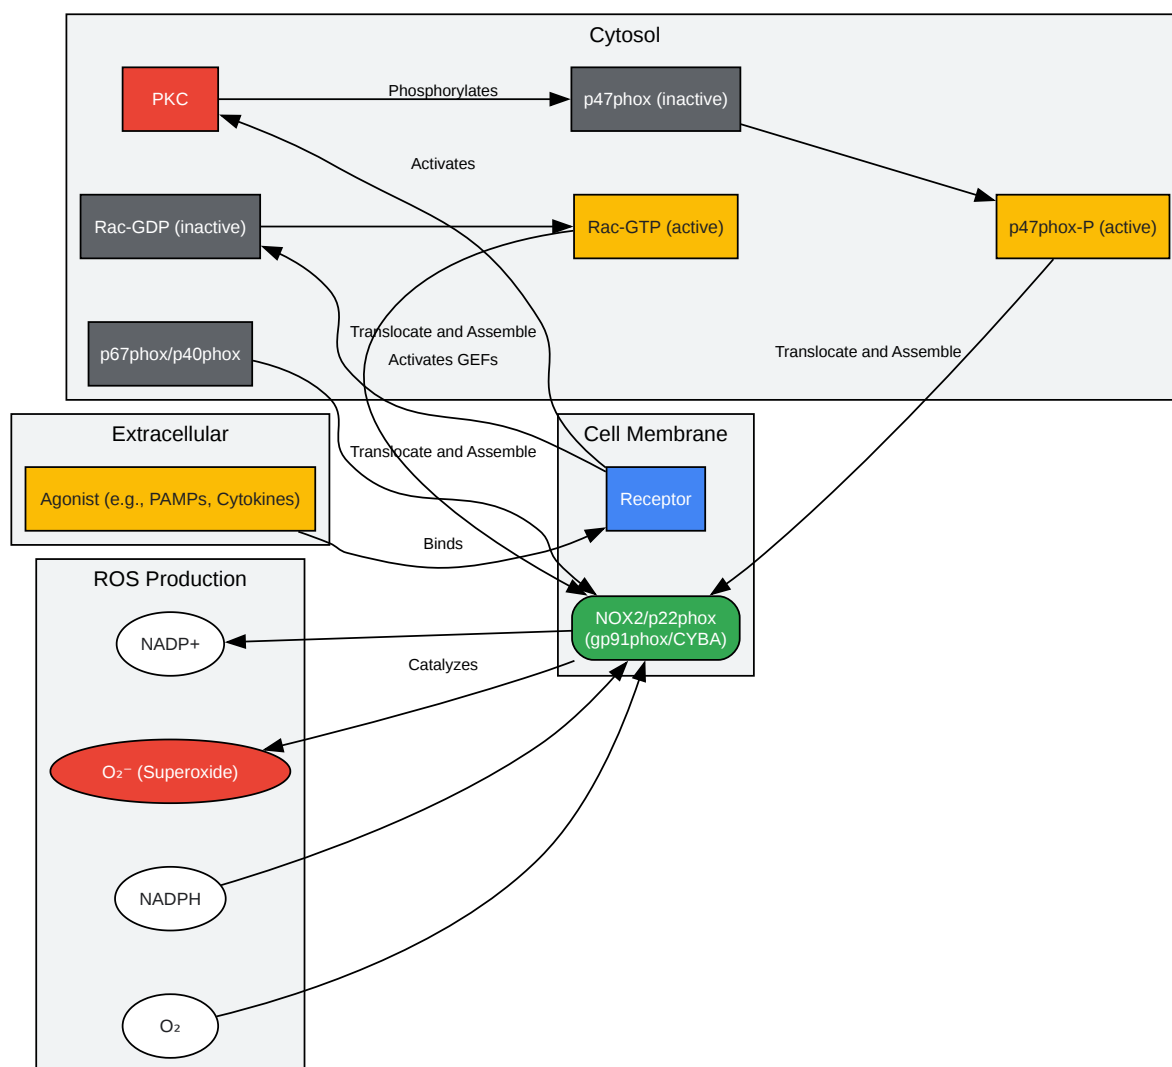 Cytosol
PKC
Phosphorylates
p47phox (inactive)
Activates
Rac-GDP (inactive)
Rac-GTP (active)
p47phox-P (active)
Translocate and Assemble
Activates GEFs
p67phox/p40phox
Translocate and Assemble
Extracellular
Agonist (e.g., PAMPs, Cytokines)
Translocate and Assemble
Binds
Cell Membrane
Receptor
NOX2/p22phox
(gp91phox/CYBA)
ROS Production
NADP+
Catalyzes
O₂⁻ (Superoxide)
NADPH
O₂